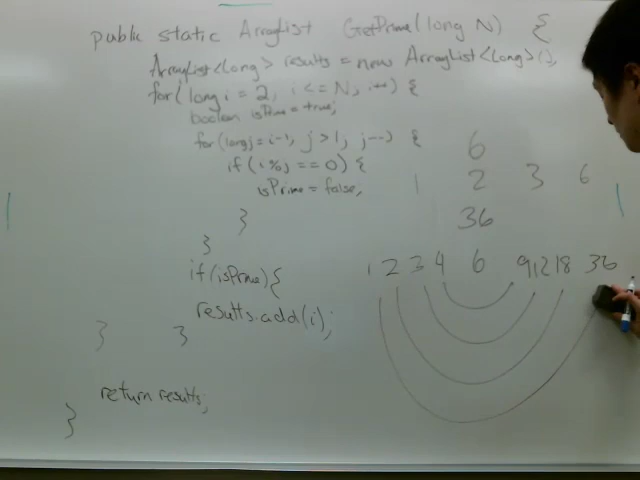 public static ArrayList GetPrime(long N) {
ArrayList<Long> results = new ArrayList<Long>();
for(long i = 2, i <= N, i++) {
boolean isPrime = true;
for(long j = i-1, j > 1, j--) {
if (i % j == 0) {
isPrime = false;
}
}
if (isPrime) {
results.add(i);
} }
return results;
}
6
1 2 3 6
36
1 2 3 4 6 9 12 18 36